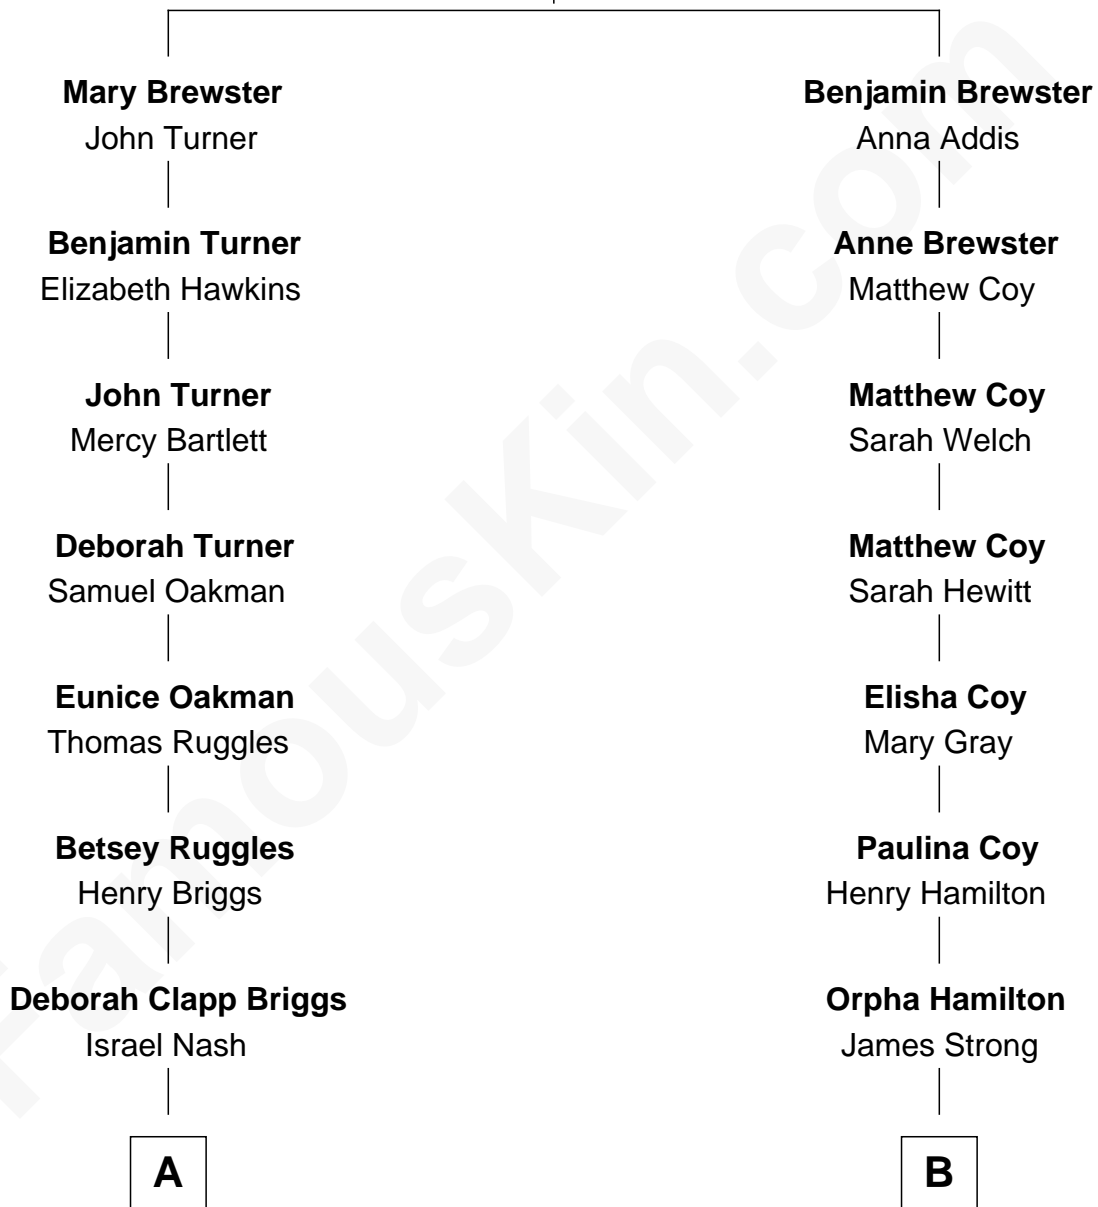 Mary Brewster
John Turner
Benjamin Turner
Elizabeth Hawkins
John Turner
Mercy Bartlett
Deborah Turner
Samuel Oakman
Eunice Oakman
Thomas Ruggles
Betsey Ruggles
Henry Briggs
Deborah Clapp Briggs
Israel Nash
A
Benjamin Brewster
Anna Addis
Anne Brewster
Matthew Coy
Matthew Coy
Sarah Welch
Matthew Coy
Sarah Hewitt
Elisha Coy
Mary Gray
Paulina Coy
Henry Hamilton
Orpha Hamilton
James Strong
B
FamousKin.com